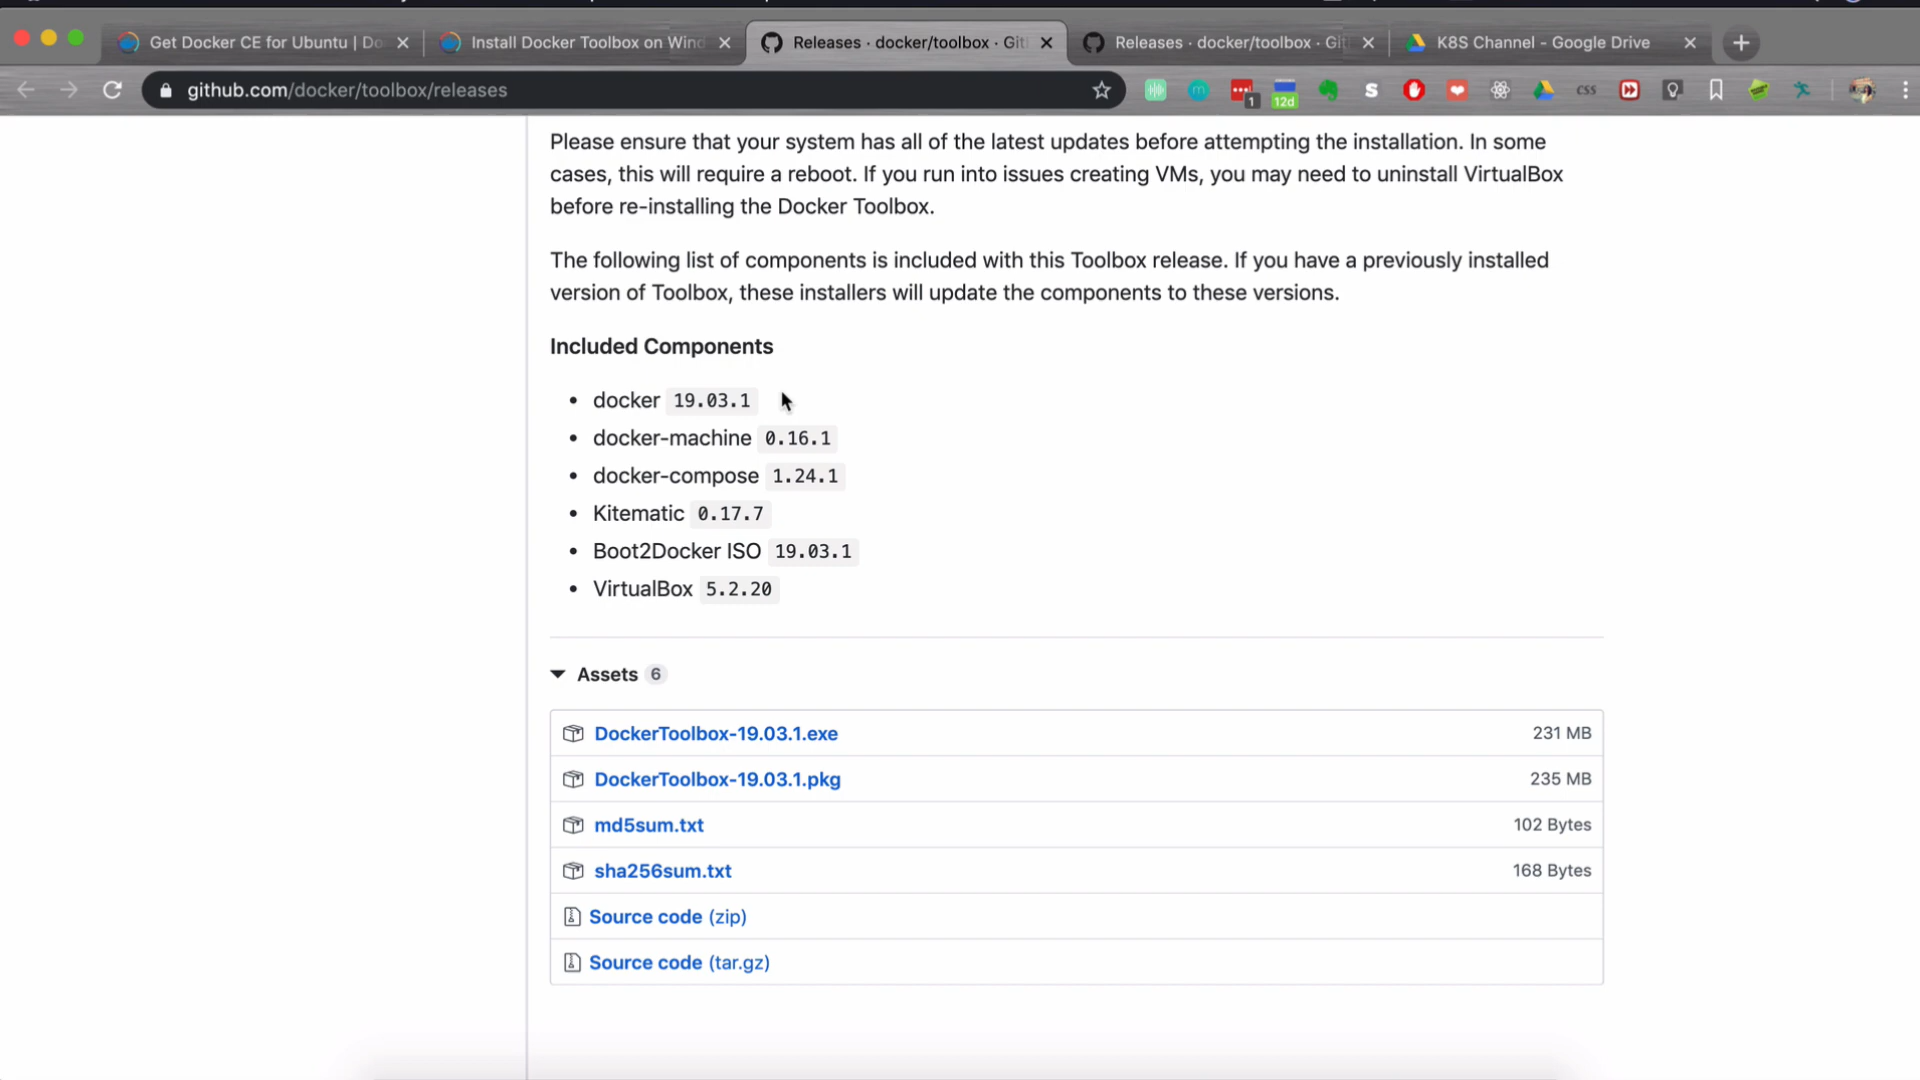 Get Docker CE for Ubuntu | Do
Install Docker Toolbox on Wind
Releases · docker/toolbox · Git
Releases · docker/toolbox · Git
K8S Channel - Google Drive
github.com/docker/toolbox/releases
1
12d
m
S
CSS
Please ensure that your system has all of the latest updates before attempting the installation. In some
cases, this will require a reboot. If you run into issues creating VMs, you may need to uninstall VirtualBox
before re-installing the Docker Toolbox.
The following list of components is included with this Toolbox release. If you have a previously installed
version of Toolbox, these installers will update the components to these versions.
Included Components
• docker 19.03.1
• docker-machine 0.16.1
• docker-compose 1.24.1
• Kitematic 0.17.7
• Boot2Docker ISO 19.03.1
• VirtualBox 5.2.20
Assets 6
DockerToolbox-19.03.1.exe 231 MB
DockerToolbox-19.03.1.pkg 235 MB
md5sum.txt 102 Bytes
sha256sum.txt 168 Bytes
Source code (zip)
Source code (tar.gz)